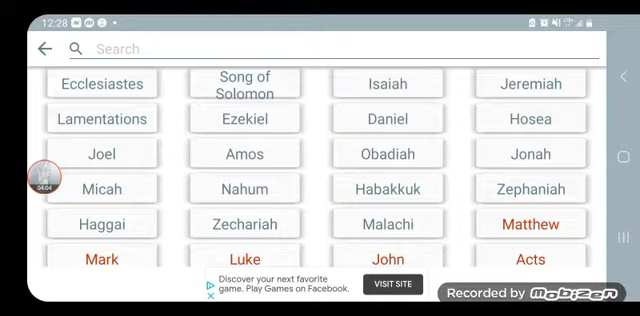 12:28
Search
Ecclesiastes
Song of
Solomon
Isaiah
Jeremiah
Lamentations
Ezekiel
Daniel
Hosea
Joel
Amos
Obadiah
Jonah
Micah
Nahum
Habakkuk
Zephaniah
Haggai
Zechariah
Malachi
Matthew
Mark
Luke
John
Acts
Discover your next favorite
game. Play Games on Facebook.
VISIT SITE
Recorded by MOBIZEN